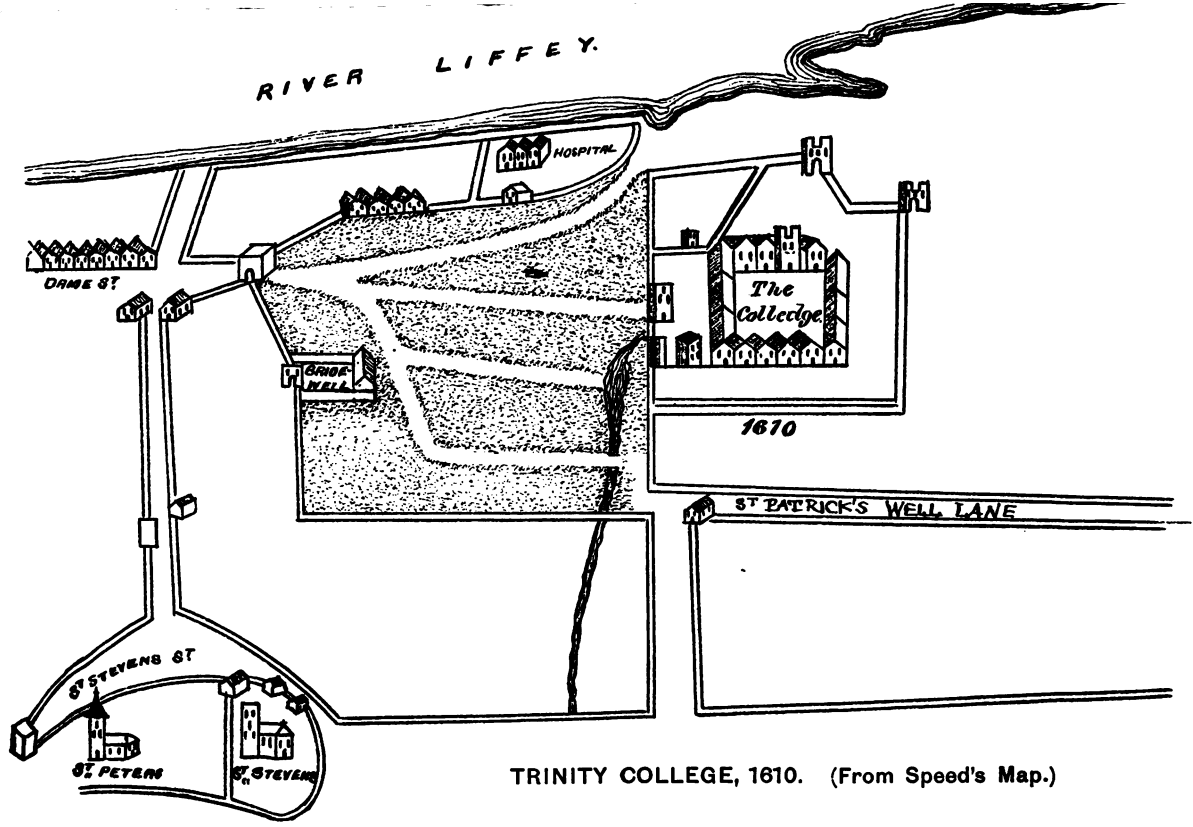 RIVER LIFFEY.
HOSPITAL
DAME ST
The
Colledge
BRIDE-
WELL
1610
ST PATRICK'S WELL LANE
ST STEVENS ST
ST PETERS
ST STEVENS
TRINITY COLLEGE, 1610. (From Speed's Map.)